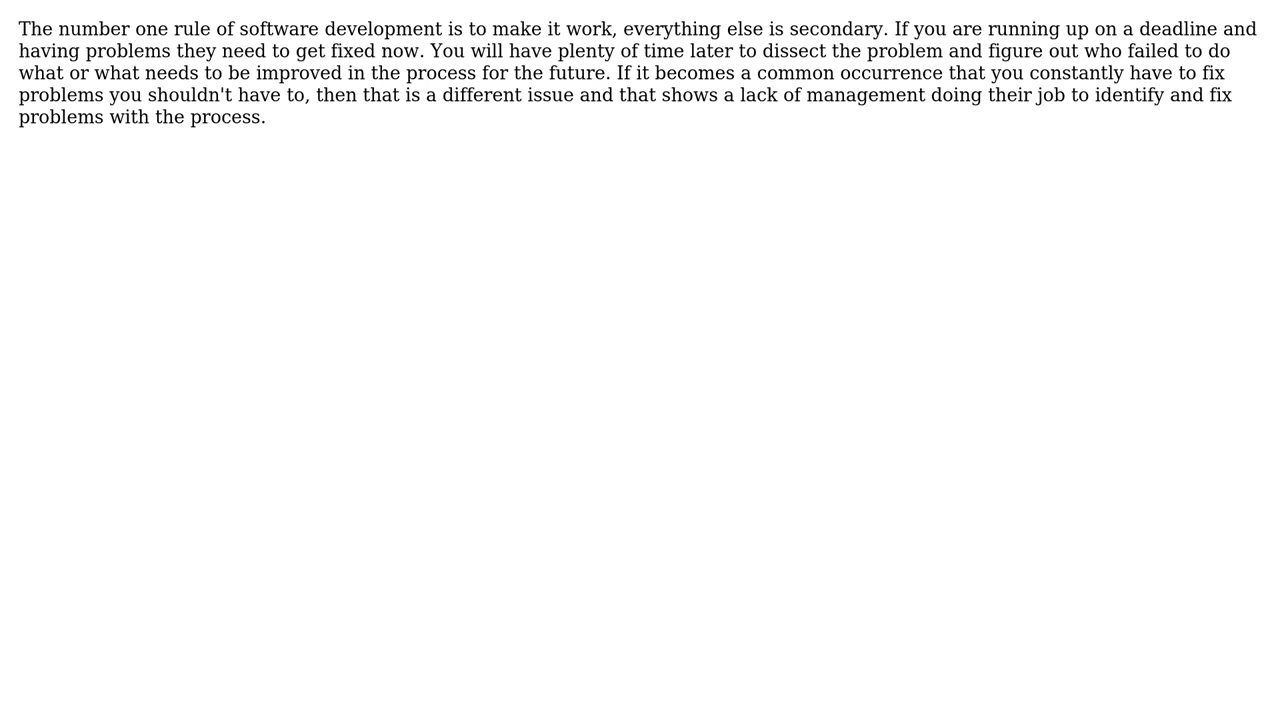 The number one rule of software development is to make it work, everything else is secondary. If you are running up on a deadline and
having problems they need to get fixed now. You will have plenty of time later to dissect the problem and figure out who failed to do
what or what needs to be improved in the process for the future. If it becomes a common occurrence that you constantly have to fix
problems you shouldn't have to, then that is a different issue and that shows a lack of management doing their job to identify and fix
problems with the process.